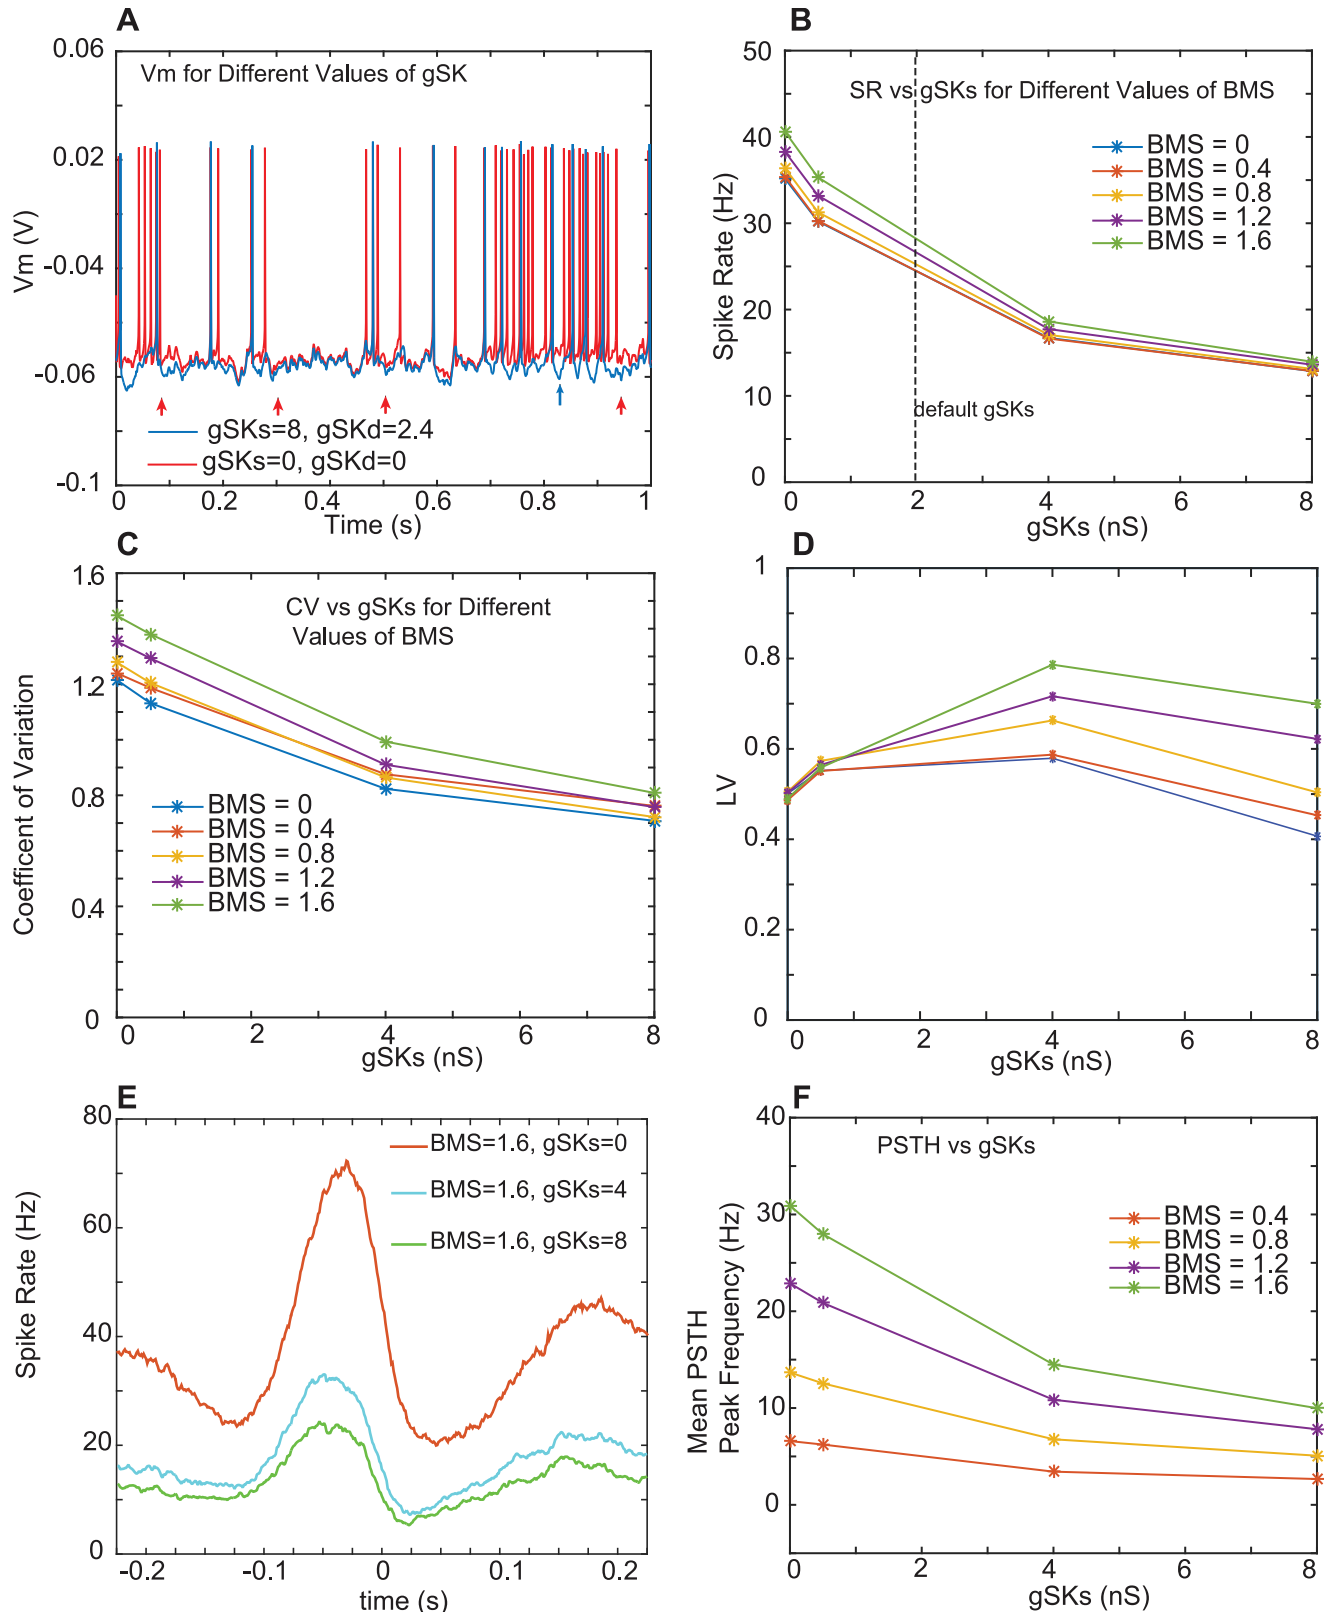 A
Vm for Different Values of gSK
Vm (V)
0.06
0.02
-0.04
-0.06
-0.1
gSKs=8, gSKd=2.4
gSKs=0, gSKd=0
0 0.2 0.4 0.6 0.8 1
Time (s)
B
SR vs gSKs for Different Values of BMS
Spike Rate (Hz)
50
40
30
20
10
0
BMS = 0
BMS = 0.4
BMS = 0.8
BMS = 1.2
BMS = 1.6
default gSKs
0 2 4 6 8
gSKs (nS)
C
CV vs gSKs for Different
Values of BMS
Coefficent of Variation
1.6
1.2
0.8
0.4
0
BMS = 0
BMS = 0.4
BMS = 0.8
BMS = 1.2
BMS = 1.6
0 2 4 6 8
gSKs (nS)
D
LV
1
0.8
0.6
0.4
0.2
0
0 2 4 6 8
gSKs (nS)
E
Spike Rate (Hz)
80
60
40
20
0
BMS=1.6, gSKs=0
BMS=1.6, gSKs=4
BMS=1.6, gSKs=8
-0.2 -0.1 0 0.1 0.2
time (s)
F
PSTH vs gSKs
Mean PSTH
Peak Frequency (Hz)
40
30
20
10
0
BMS = 0.4
BMS = 0.8
BMS = 1.2
BMS = 1.6
0 2 4 6 8
gSKs (nS)